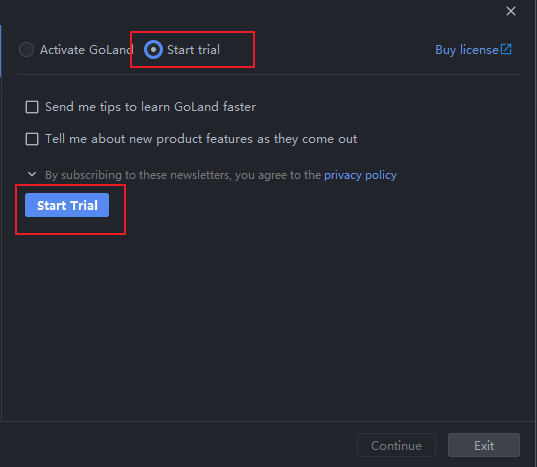 Activate GoLand Start trial Buy license
Send me tips to learn GoLand faster
Tell me about new product features as they come out
By subscribing to these newsletters, you agree to the privacy policy
Start Trial
Continue Exit